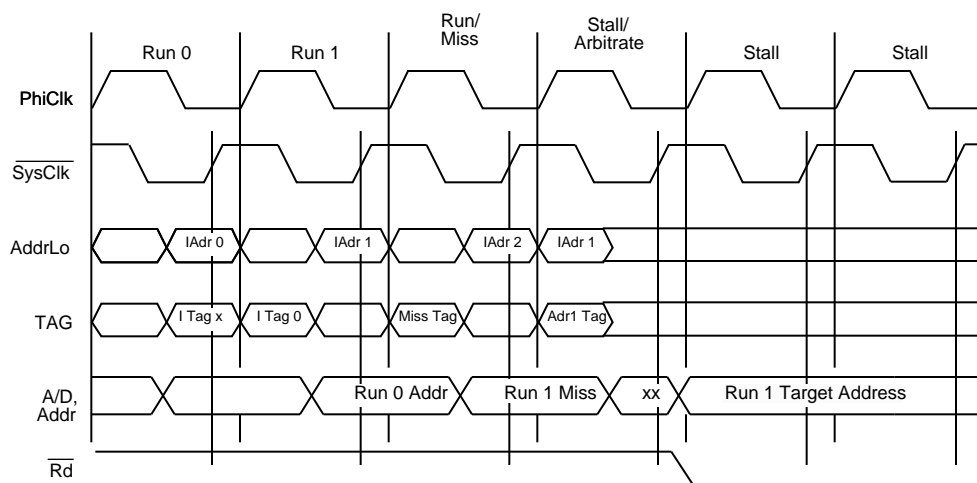 Run/
Miss
Stall/
Arbitrate
Run 0
Run 1
Stall
Stall
PhiClk
SysClk
AddrLo
IAdr 0
IAdr 1
IAdr 2
IAdr 1
TAG
I Tag x
I Tag 0
Miss Tag
Adr1 Tag
A/D,
Addr
Run 0 Addr
Run 1 Miss
xx
Run 1 Target Address
Rd